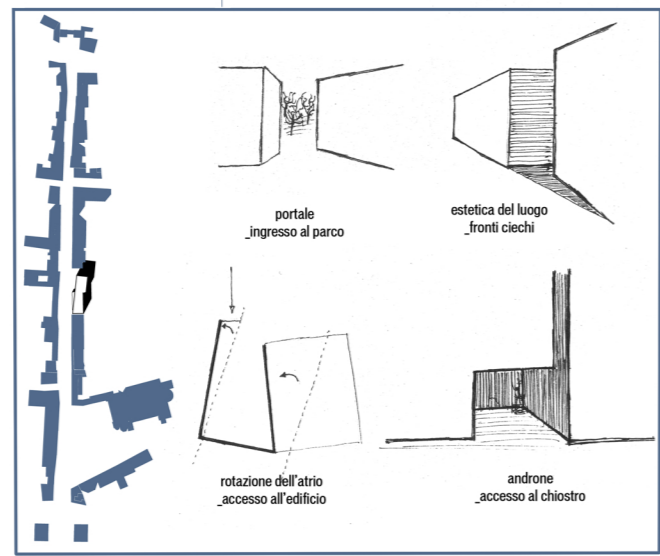 portale
_ingresso al parco
estetica del luogo
_fronti ciechi
rotazione dell'atrio
_accesso all'edificio
androne
_accesso al chiostro